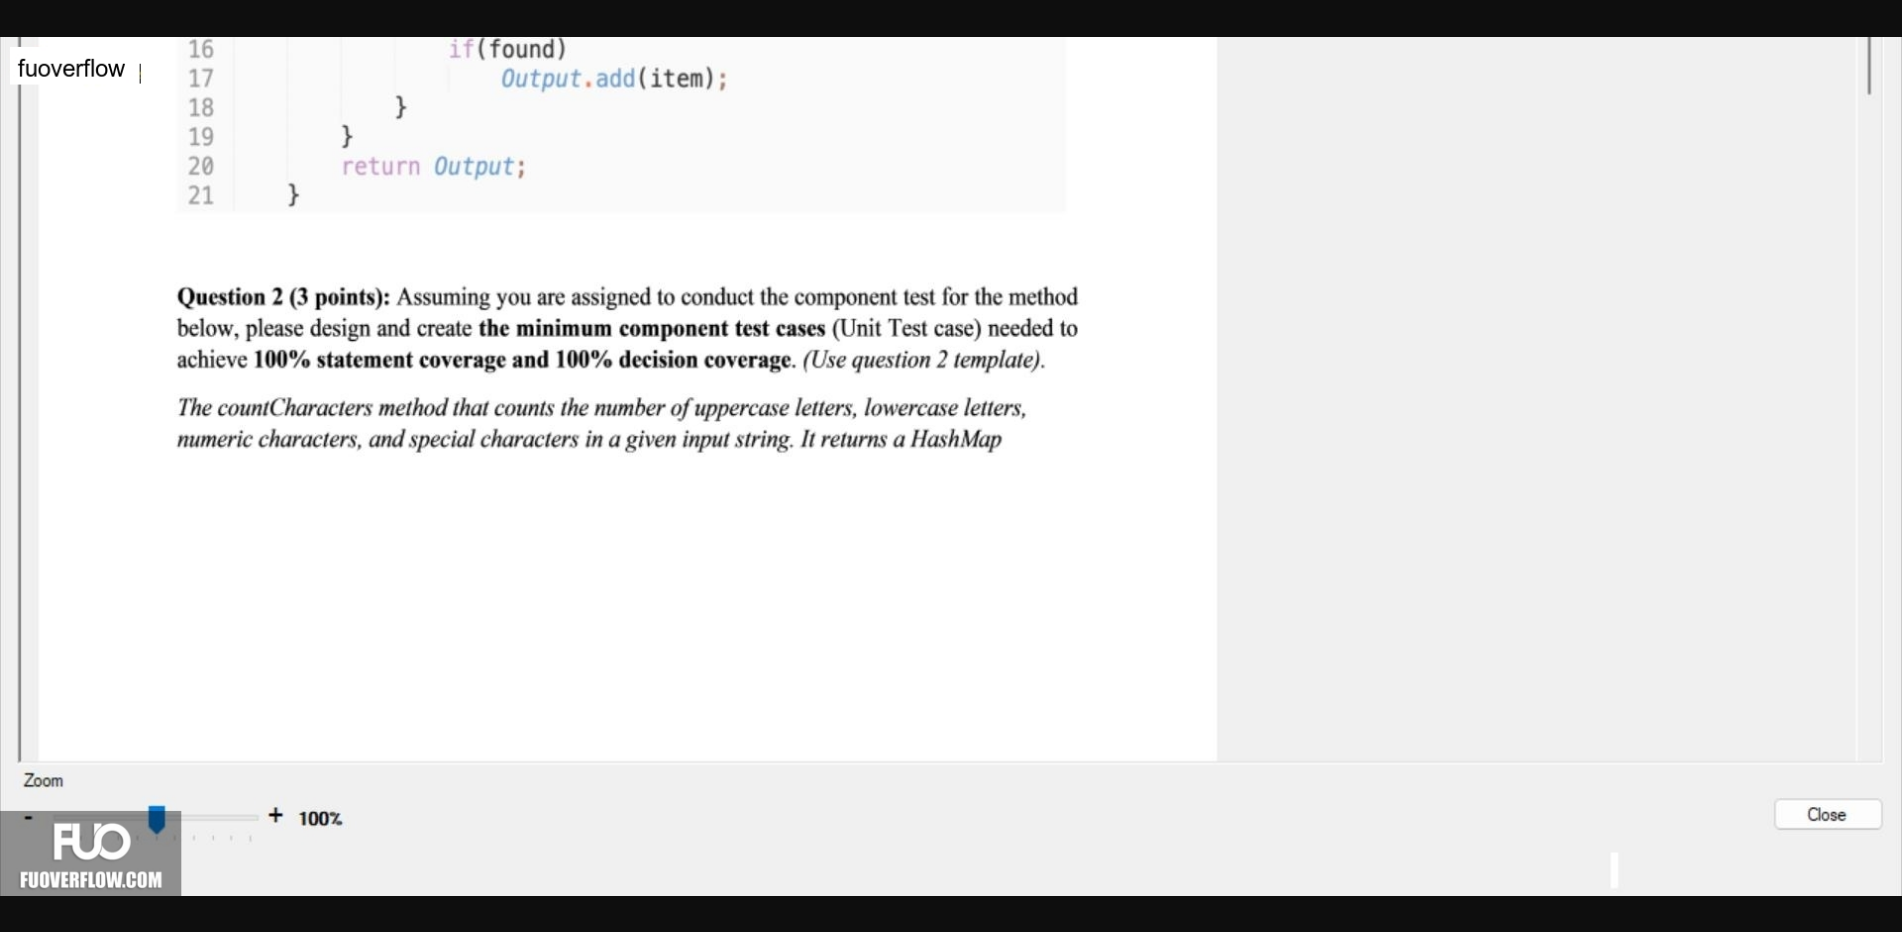 fuoverflow
16 if(found)
17 Output.add(item);
18 }
19 }
20 return Output;
21 }
Question 2 (3 points): Assuming you are assigned to conduct the component test for the method
below, please design and create the minimum component test cases (Unit Test case) needed to
achieve 100% statement coverage and 100% decision coverage. (Use question 2 template).
The countCharacters method that counts the number of uppercase letters, lowercase letters,
numeric characters, and special characters in a given input string. It returns a HashMap
Zoom
- + 100%
Close
FUO
FUOVERFLOW.COM